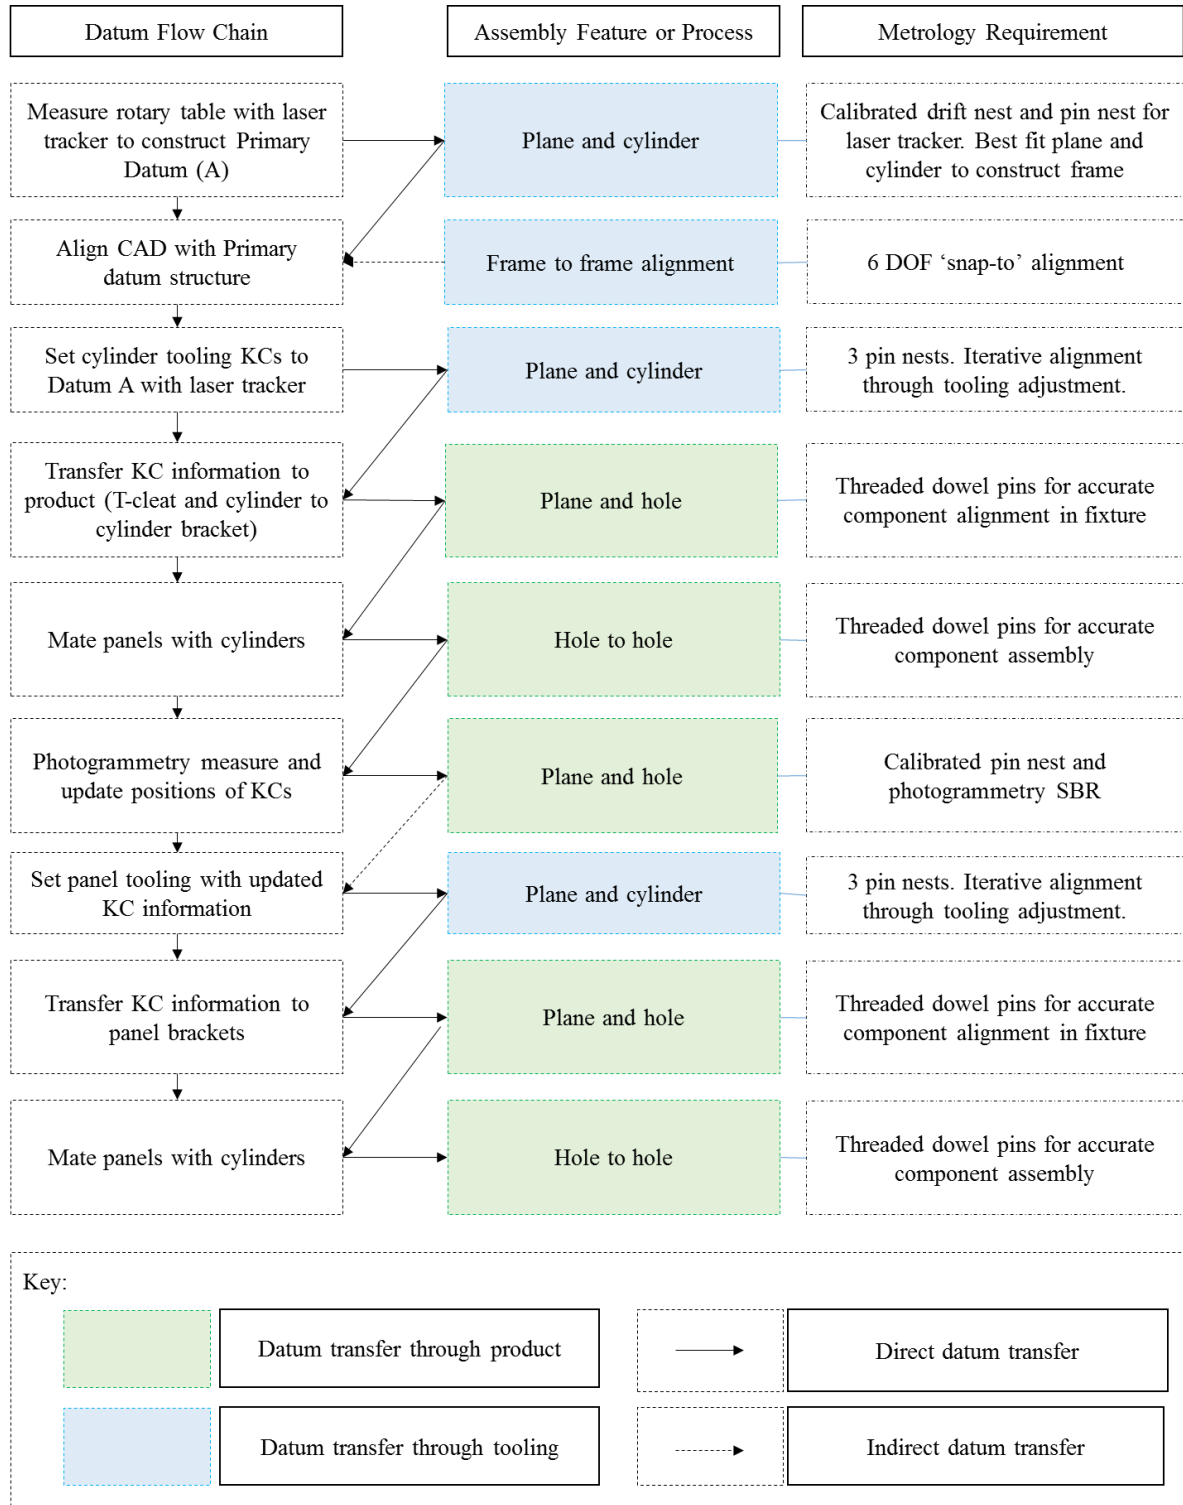 Datum Flow Chain
Assembly Feature or Process
Metrology Requirement
Measure rotary table with laser
tracker to construct Primary
Datum (A)
Plane and cylinder
Calibrated drift nest and pin nest for
laser tracker. Best fit plane and
cylinder to construct frame
Align CAD with Primary
datum structure
Frame to frame alignment
6 DOF ‘snap-to’ alignment
Set cylinder tooling KCs to
Datum A with laser tracker
Plane and cylinder
3 pin nests. Iterative alignment
through tooling adjustment.
Transfer KC information to
product (T-cleat and cylinder to
cylinder bracket)
Plane and hole
Threaded dowel pins for accurate
component alignment in fixture
Mate panels with cylinders
Hole to hole
Threaded dowel pins for accurate
component assembly
Photogrammetry measure and
update positions of KCs
Plane and hole
Calibrated pin nest and
photogrammetry SBR
Set panel tooling with updated
KC information
Plane and cylinder
3 pin nests. Iterative alignment
through tooling adjustment.
Transfer KC information to
panel brackets
Plane and hole
Threaded dowel pins for accurate
component alignment in fixture
Mate panels with cylinders
Hole to hole
Threaded dowel pins for accurate
component assembly
Key:
Datum transfer through product
Direct datum transfer
Datum transfer through tooling
Indirect datum transfer